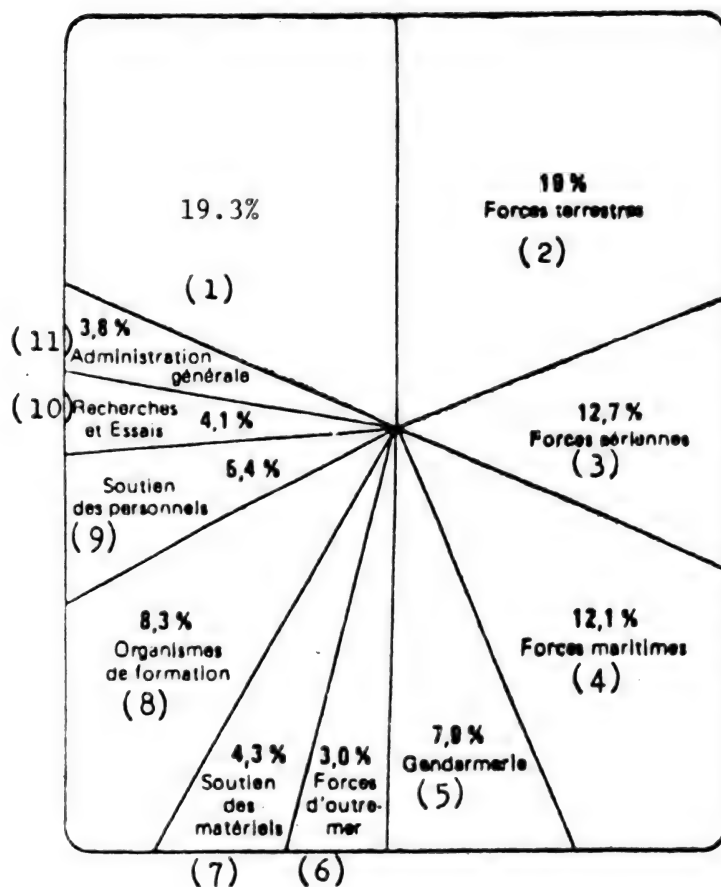 19.3%
(1)
19 %
Forces terrestres
(2)
12,7 %
Forces aériennes
(3)
12,1 %
Forces maritimes
(4)
7,9 %
Gendarmerie
(5)
3,0 %
Forces
d'outre-
mer
(6)
4,3 %
Soutien
des
matériels
(7)
8,3 %
Organismes
de formation
(8)
5,4 %
Soutien
des personnels
(9)
(10) Recherches
et Essais 4,1 %
(11) 3,8 %
Administration
générale